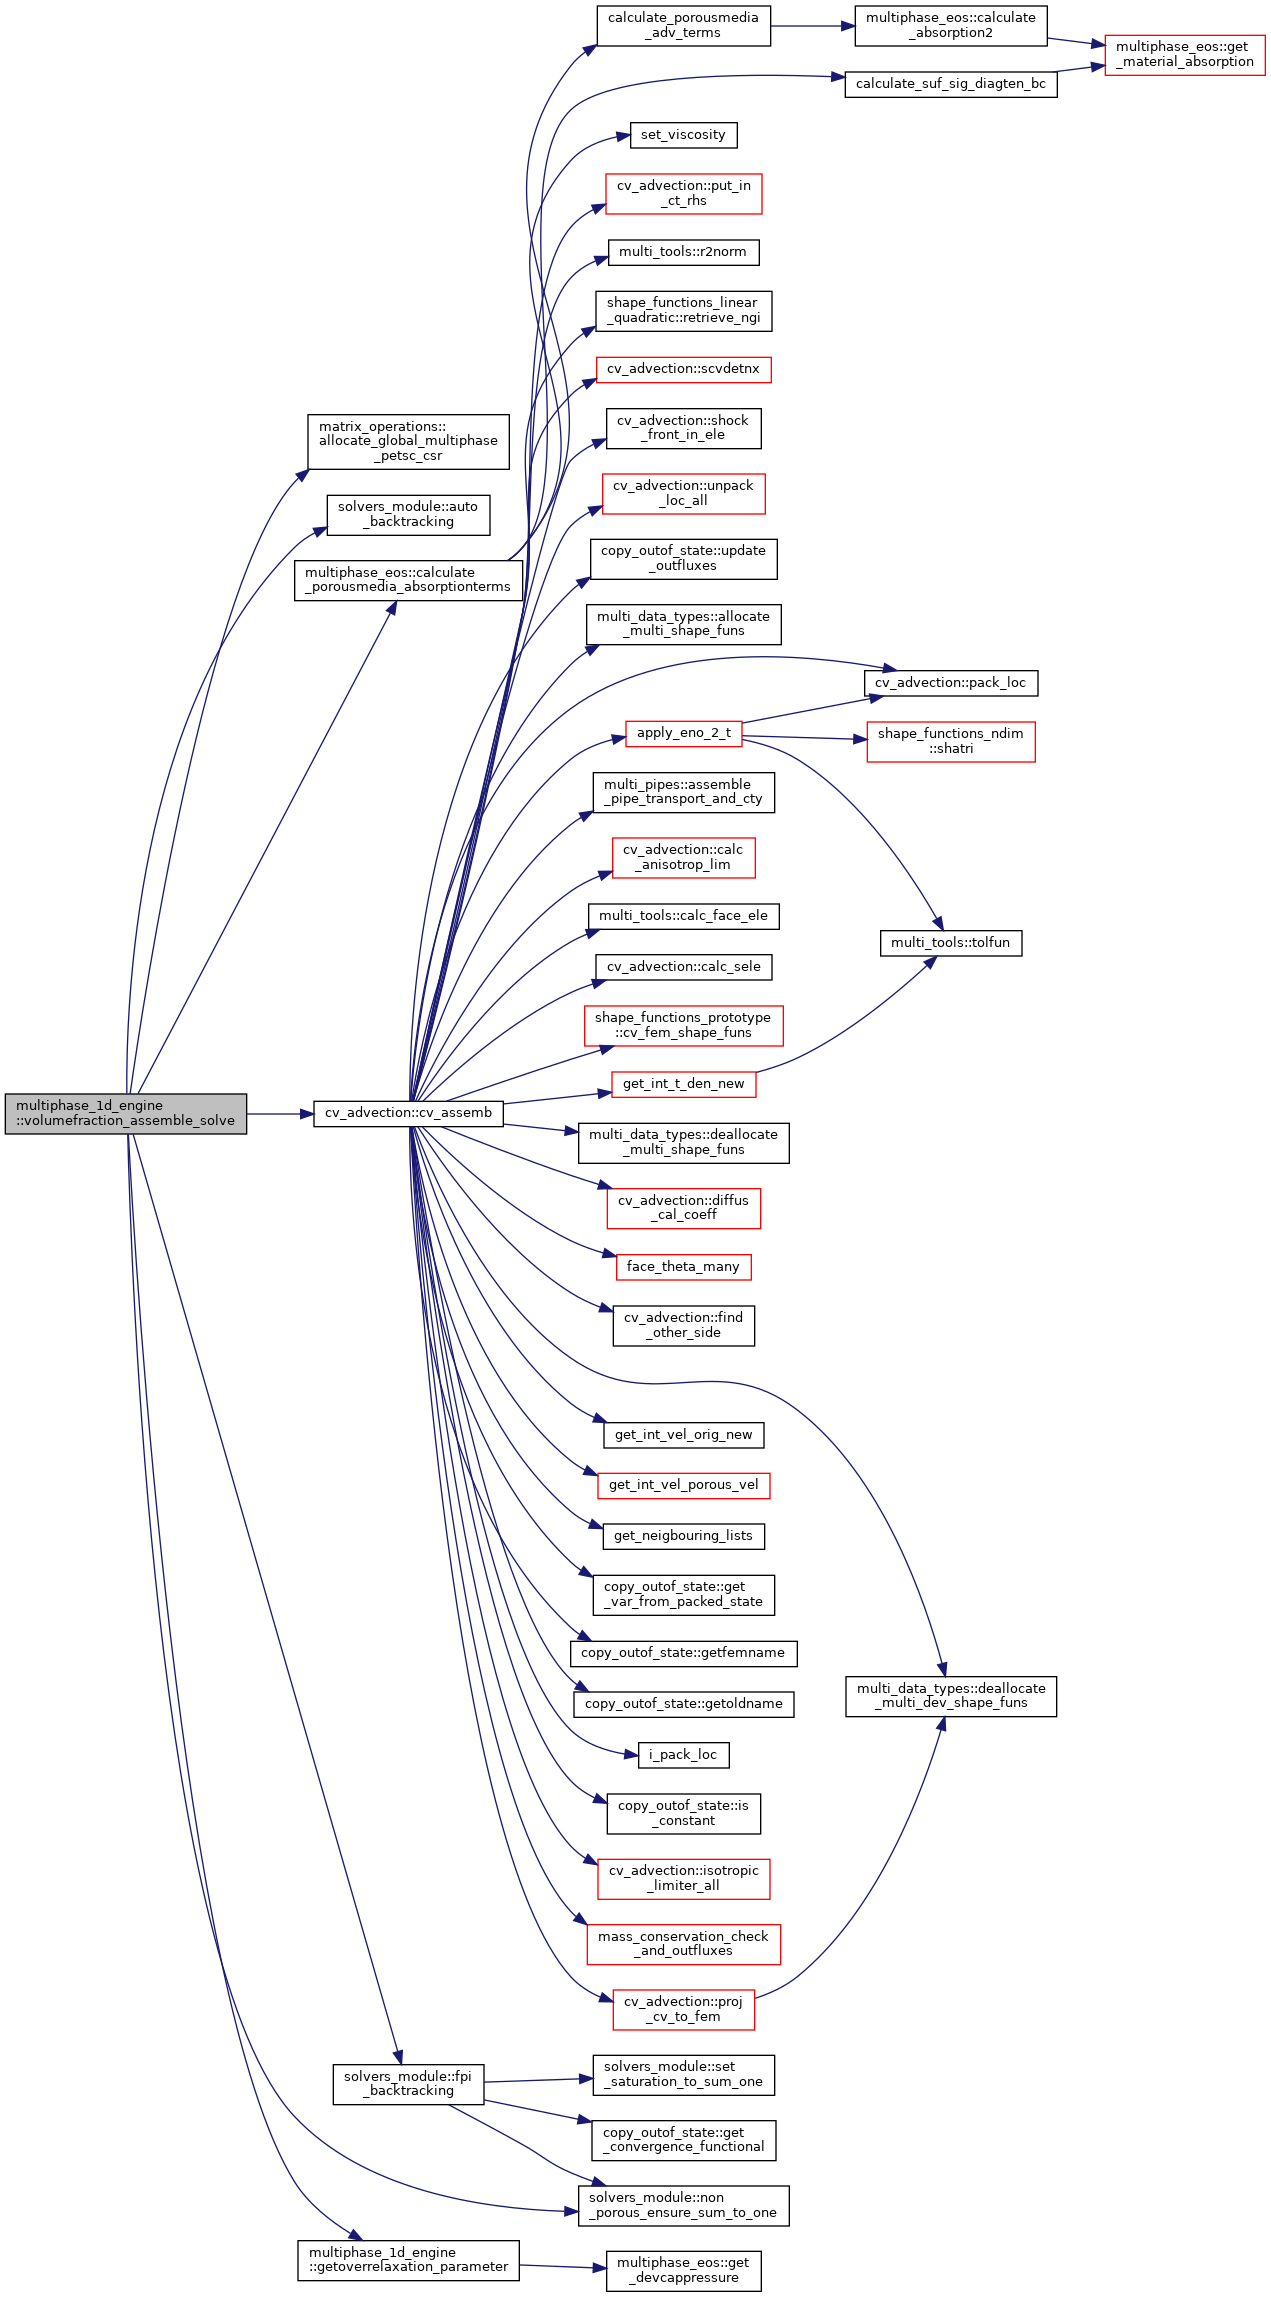 calculate_porousmedia
_adv_terms
multiphase_eos::calculate
_absorption2
multiphase_eos::get
_material_absorption
calculate_suf_sig_diagten_bc
set_viscosity
cv_advection::put_in
_ct_rhs
multi_tools::r2norm
shape_functions_linear
_quadratic::retrieve_ngi
cv_advection::scvdetnx
matrix_operations::
allocate_global_multiphase
_petsc_csr
cv_advection::shock
_front_in_ele
solvers_module::auto
_backtracking
cv_advection::unpack
_loc_all
multiphase_eos::calculate
_porousmedia_absorptionterms
copy_outof_state::update
_outfluxes
multi_data_types::allocate
_multi_shape_funs
cv_advection::pack_loc
apply_eno_2_t
shape_functions_ndim
::shatri
multi_pipes::assemble
_pipe_transport_and_cty
cv_advection::calc
_anisotrop_lim
multi_tools::calc_face_ele
multi_tools::tolfun
cv_advection::calc_sele
shape_functions_prototype
::cv_fem_shape_funs
get_int_t_den_new
multiphase_1d_engine
::volumefraction_assemble_solve
cv_advection::cv_assemb
multi_data_types::deallocate
_multi_shape_funs
cv_advection::diffus
_cal_coeff
face_theta_many
cv_advection::find
_other_side
get_int_vel_orig_new
get_int_vel_porous_vel
get_neigbouring_lists
copy_outof_state::get
_var_from_packed_state
copy_outof_state::getfemname
multi_data_types::deallocate
_multi_dev_shape_funs
copy_outof_state::getoldname
i_pack_loc
copy_outof_state::is
_constant
cv_advection::isotropic
_limiter_all
mass_conservation_check
_and_outfluxes
cv_advection::proj
_cv_to_fem
solvers_module::fpi
_backtracking
solvers_module::set
_saturation_to_sum_one
copy_outof_state::get
_convergence_functional
solvers_module::non
_porous_ensure_sum_to_one
multiphase_1d_engine
::getoverrelaxation_parameter
multiphase_eos::get
_devcappressure